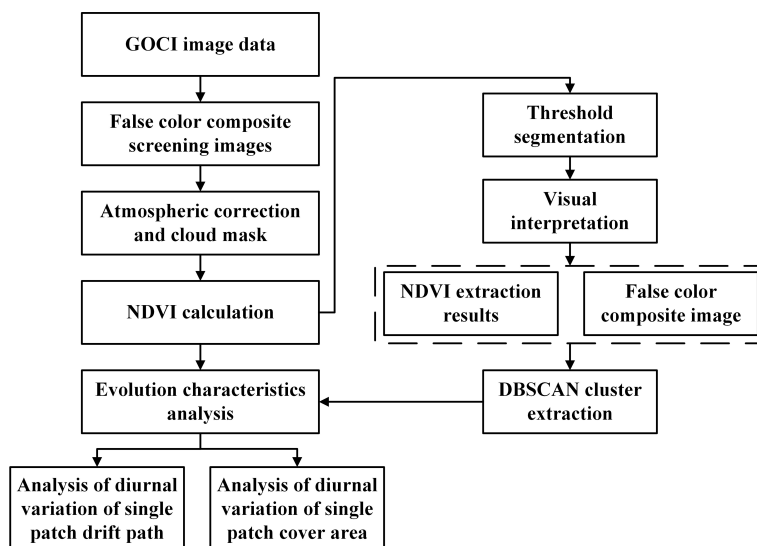 GOCI image data
False color composite
screening images
Atmospheric correction
and cloud mask
NDVI calculation
Threshold
segmentation
Visual
interpretation
NDVI extraction
results
False color
composite image
DBSCAN cluster
extraction
Evolution characteristics
analysis
Analysis of diurnal
variation of single
patch drift path
Analysis of diurnal
variation of single
patch cover area